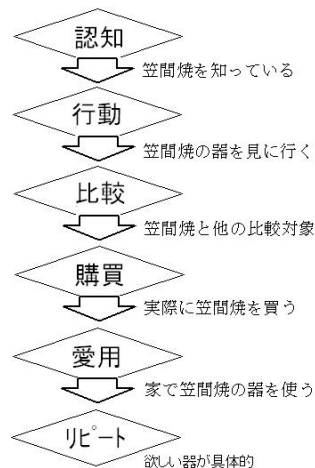 認知
笠間焼を知っている
行動
笠間焼の器を見に行く
比較
笠間焼と他の比較対象
購買
実際に笠間焼を買う
愛用
家で笠間焼の器を使う
リピート
欲しい器が具体的